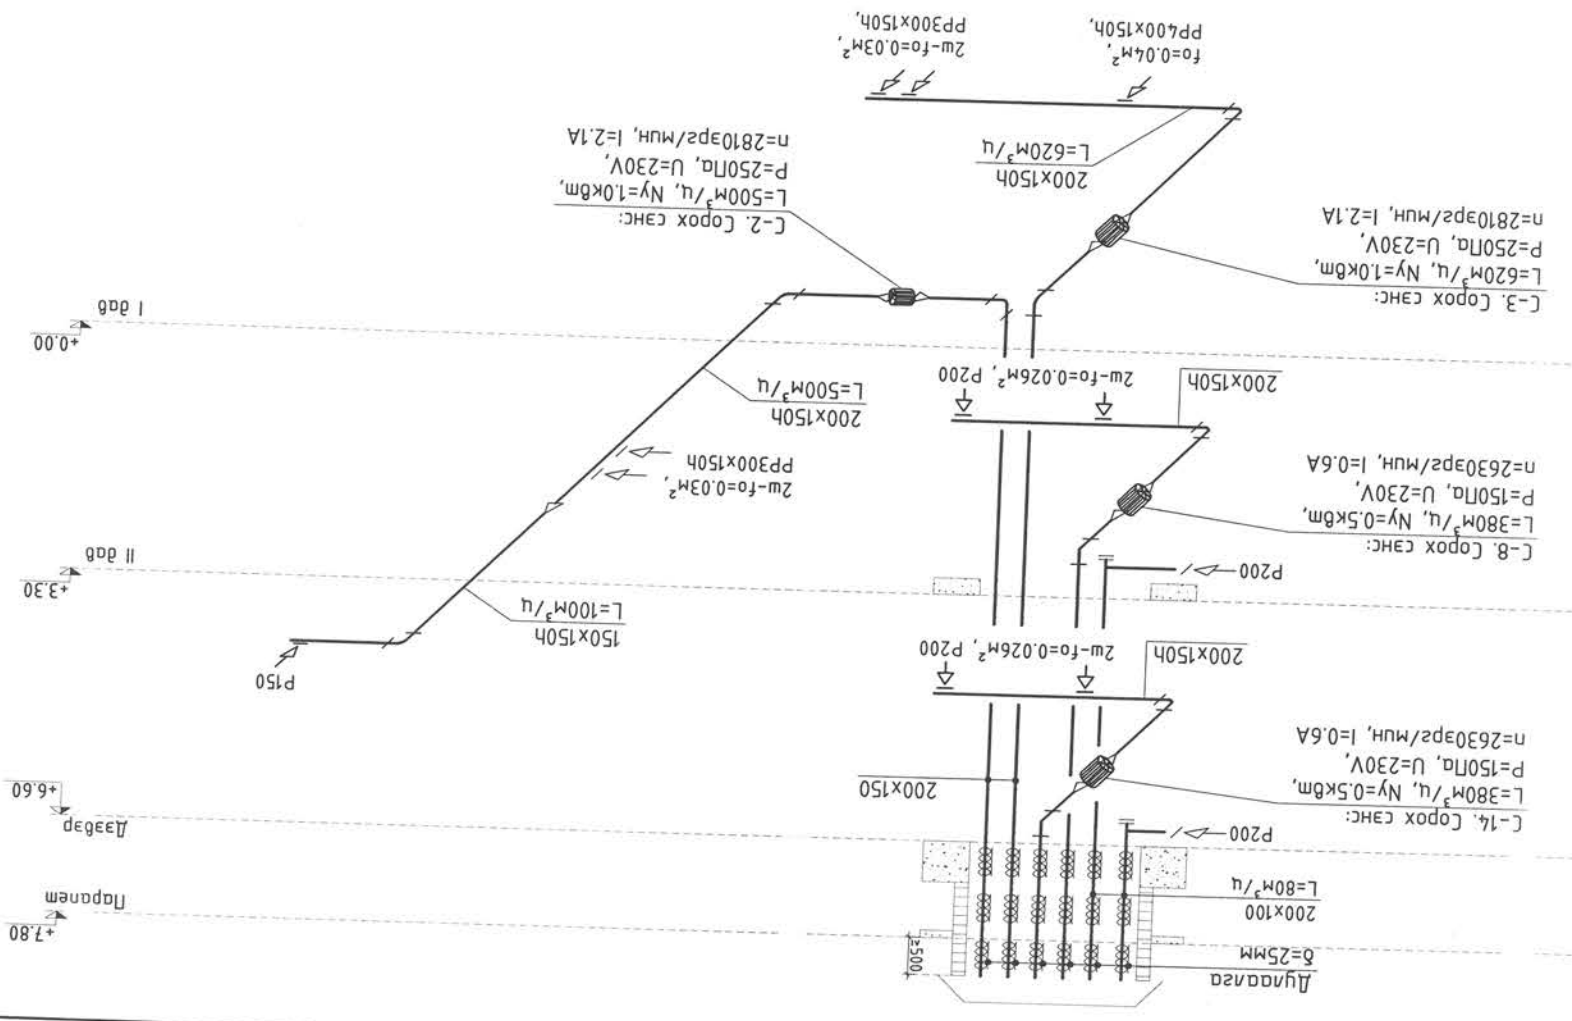 Дулаалга
δ=25мм
≥500
+7.80
Парапет
200x100
L=80м³/ц
P200
Дээвэр
+6.60
С-14. Сорох сэнс:
L=380м³/ц, Ny=0.5кВт,
P=150Па, U=230V,
n=2630эрг/мин, I=0.6A
200x150
200x150h
2ш-fo=0.026м², P200
P150
150x150h
L=100м³/ц
+3.30
II дав
P200
С-8. Сорох сэнс:
L=380м³/ц, Ny=0.5кВт,
P=150Па, U=230V,
n=2630эрг/мин, I=0.6A
2ш-fo=0.03м²,
PP300x150h
200x150h
L=500м³/ц
200x150h
2ш-fo=0.026м², P200
+0.00
I дав
С-3. Сорох сэнс:
L=620м³/ц, Ny=1.0кВт,
P=250Па, U=230V,
n=2810эрг/мин, I=2.1A
С-2. Сорох сэнс:
L=500м³/ц, Ny=1.0кВт,
P=250Па, U=230V,
n=2810эрг/мин, I=2.1A
200x150h
L=620м³/ц
fo=0.04м²,
PP400x150h,
2ш-fo=0.03м²,
PP300x150h,